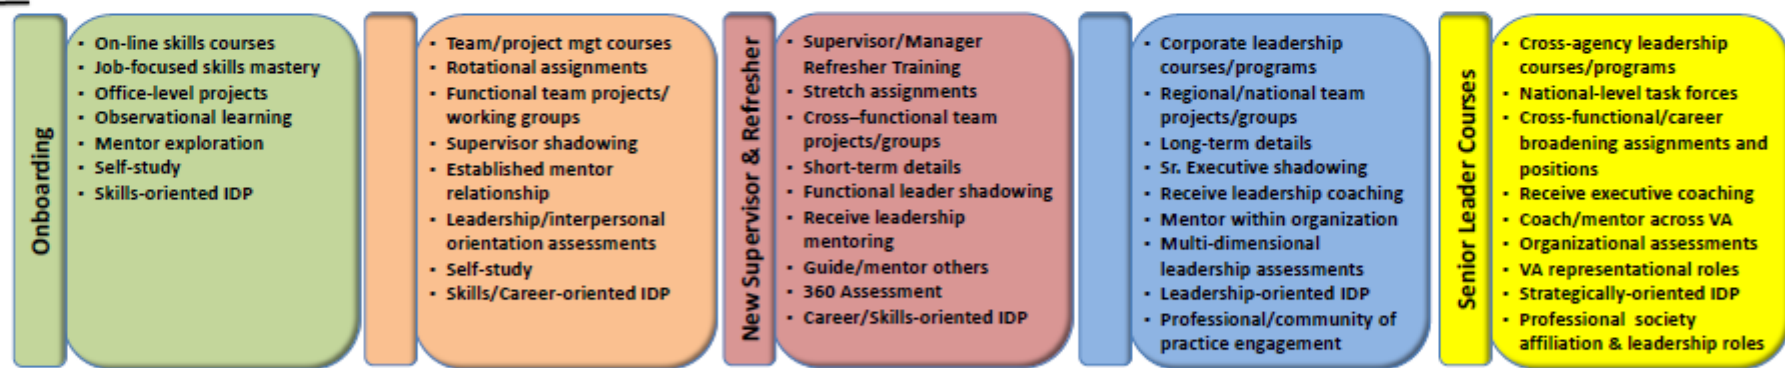 Onboarding
• On-line skills courses
• Job-focused skills mastery
• Office-level projects
• Observational learning
• Mentor exploration
• Self-study
• Skills-oriented IDP
• Team/project mgt courses
• Rotational assignments
• Functional team projects/
working groups
• Supervisor shadowing
• Established mentor
relationship
• Leadership/interpersonal
orientation assessments
• Self-study
• Skills/Career-oriented IDP
New Supervisor & Refresher
• Supervisor/Manager
Refresher Training
• Stretch assignments
• Cross–functional team
projects/groups
• Short-term details
• Functional leader shadowing
• Receive leadership
mentoring
• Guide/mentor others
• 360 Assessment
• Career/Skills-oriented IDP
• Corporate leadership
courses/programs
• Regional/national team
projects/groups
• Long-term details
• Sr. Executive shadowing
• Receive leadership coaching
• Mentor within organization
• Multi-dimensional
leadership assessments
• Leadership-oriented IDP
• Professional/community of
practice engagement
Senior Leader Courses
• Cross-agency leadership
courses/programs
• National-level task forces
• Cross-functional/career
broadening assignments and
positions
• Receive executive coaching
• Coach/mentor across VA
• Organizational assessments
• VA representational roles
• Strategically-oriented IDP
• Professional society
affiliation & leadership roles